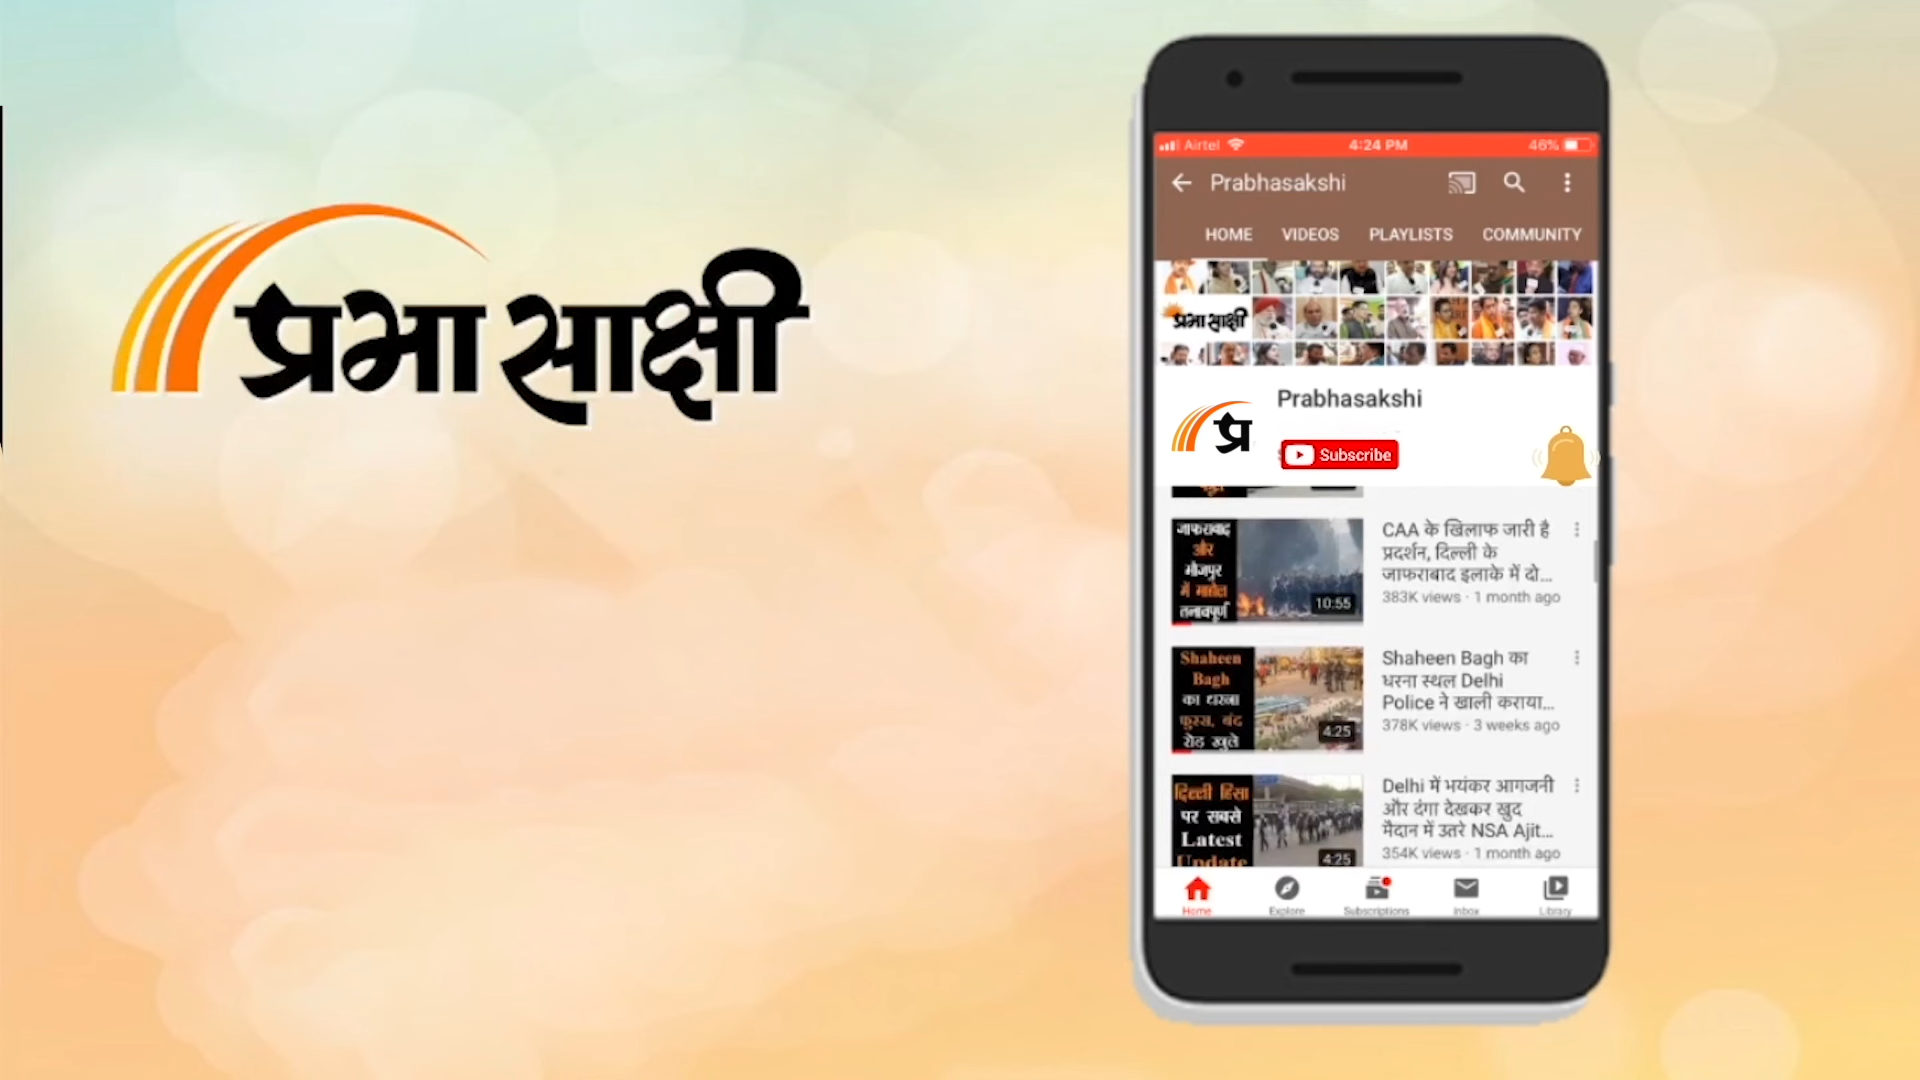 प्रभासाक्षी
Airtel 4:24 PM 46%
Prabhasakshi
HOME VIDEOS PLAYLISTS COMMUNITY
प्रभासाक्षी
Prabhasakshi
प्र
Subscribe
जाफराबाद
और
मौजपुर
में माहौल
तनावपूर्ण
10:55
CAA के खिलाफ जारी है
प्रदर्शन, दिल्ली के
जाफराबाद इलाके में दो...
383K views · 1 month ago
Shaheen
Bagh
का धरना
फुस्स, बंद
रोड खुले
4:25
Shaheen Bagh का
धरना स्थल Delhi
Police ने खाली कराया...
378K views · 3 weeks ago
दिल्ली हिंसा
पर सबसे
Latest
Update
4:25
Delhi में भयंकर आगजनी
और दंगा देखकर खुद
मैदान में उतरे NSA Ajit...
354K views · 1 month ago
Home Explore Subscriptions Inbox Library